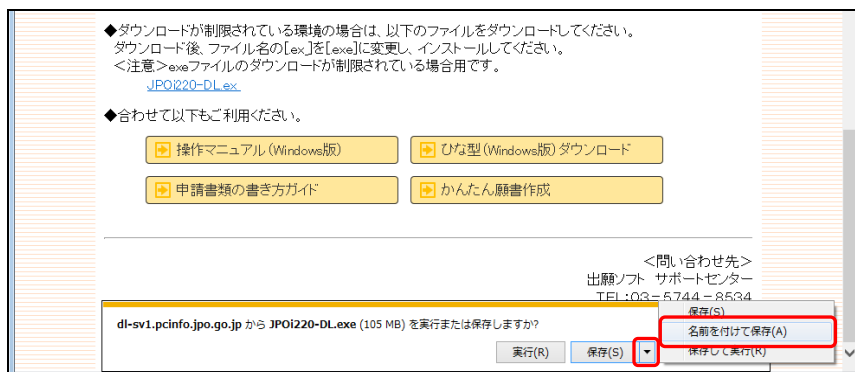 ◆ダウンロードが制限されている環境の場合は、以下のファイルをダウンロードしてください。
ダウンロード後、ファイル名の[.ex]を[.exe]に変更し、インストールしてください。
＜注意＞exeファイルのダウンロードが制限されている場合用です。
JPOi220-DL.ex
◆合わせて以下もご利用ください。
操作マニュアル(Windows版)
ひな型(Windows版)ダウンロード
申請書類の書き方ガイド
かんたん願書作成
＜問い合わせ先＞
出願ソフト サポートセンター
TEL:03-5744-8534
dl-sv1.pcinfo.jpo.go.jp から JPOi220-DL.exe (105 MB) を実行または保存しますか?
実行(R)
保存(S)
保存(S)
名前を付けて保存(A)
保存して実行(R)